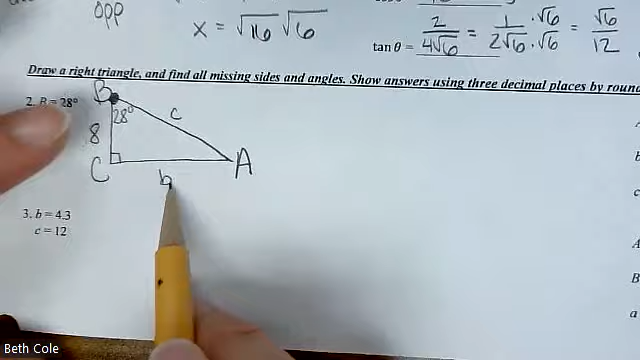 opp
x = √16 √6
tan θ = 2/4√6 = 1/2√6 · √6/√6 = √6/12
Draw a right triangle, and find all missing sides and angles. Show answers using three decimal places by
2. B = 28°
B
28°
c
8
C
A
b
3. b = 4.3
c = 12
A
B
Beth Cole